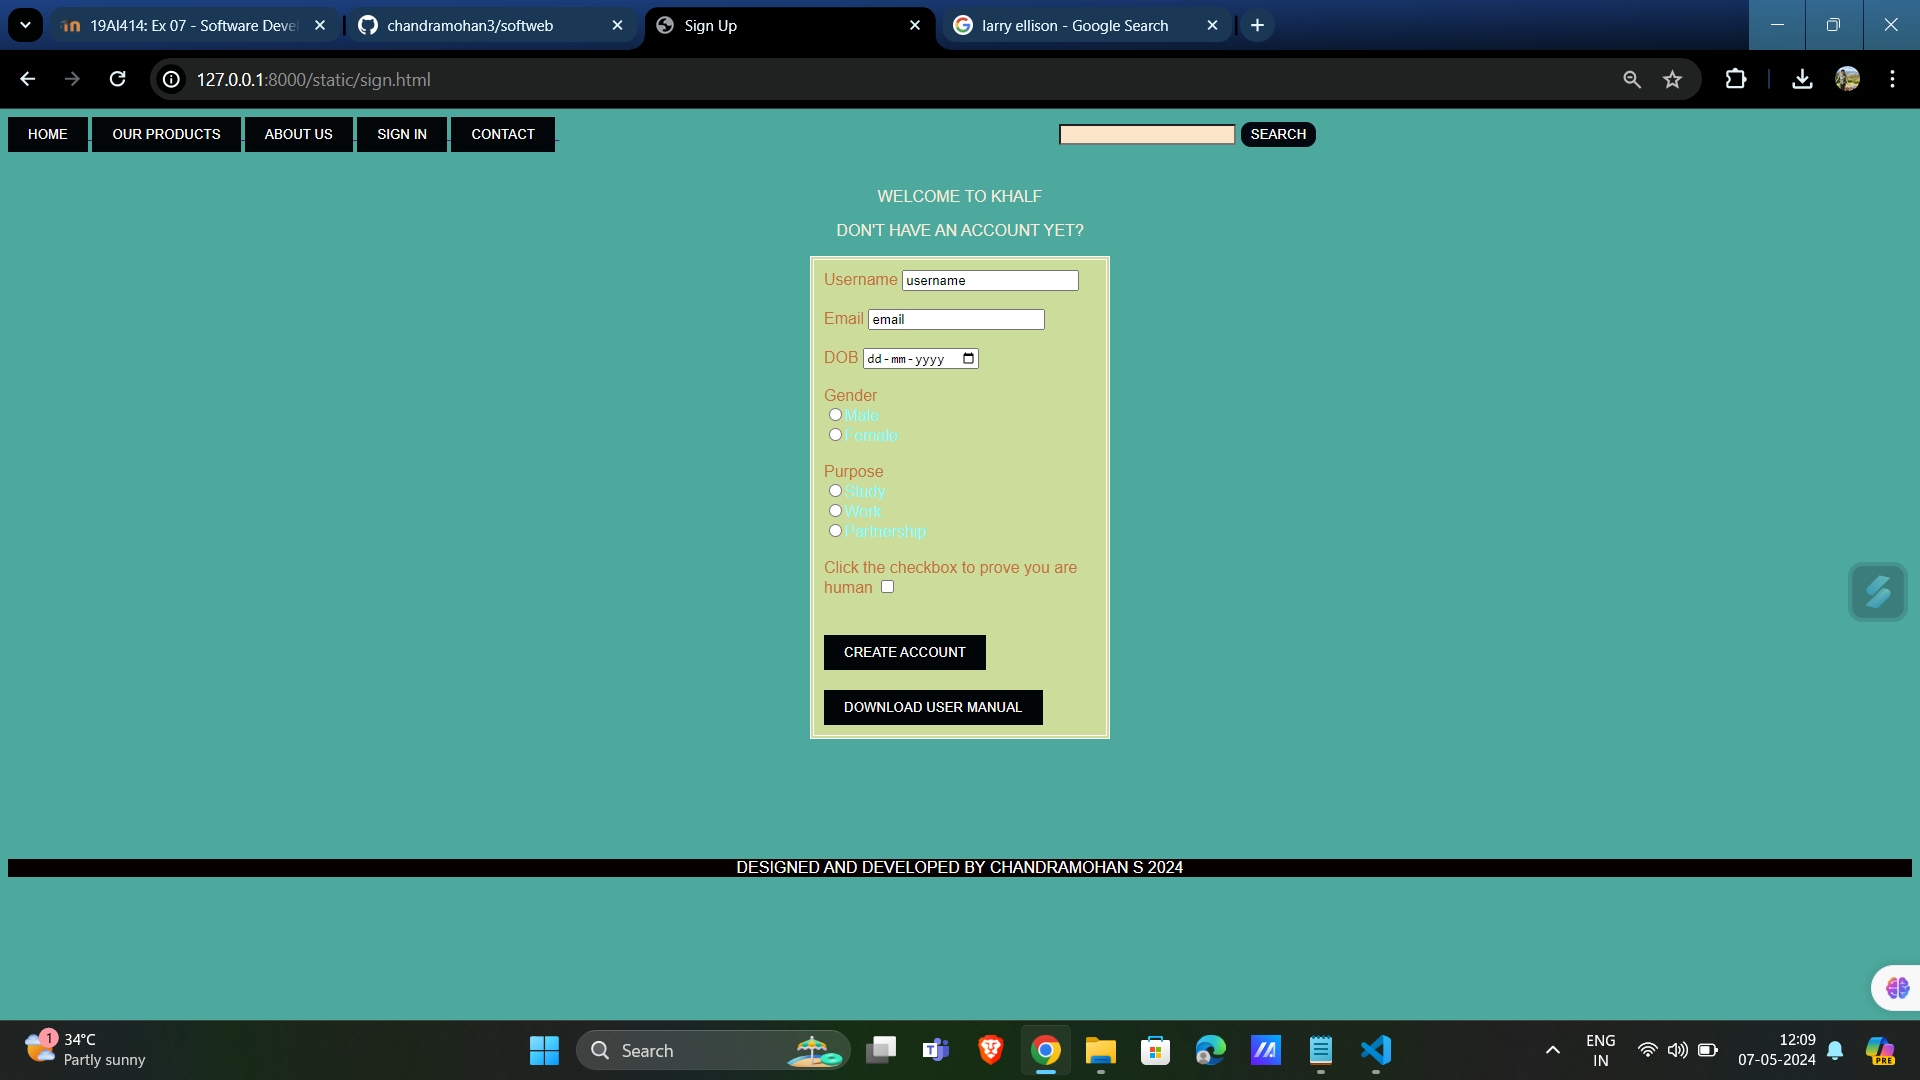 19AI414: Ex 07 - Software Devel
chandramohan3/softweb
Sign Up
larry ellison - Google Search
127.0.0.1:8000/static/sign.html
HOME
OUR PRODUCTS
ABOUT US
SIGN IN
CONTACT
SEARCH
WELCOME TO KHALF
DON'T HAVE AN ACCOUNT YET?
Username username
Email email
DOB dd-mm-yyyy
Gender
Male
Female
Purpose
Study
Work
Partnership
Click the checkbox to prove you are
human
CREATE ACCOUNT
DOWNLOAD USER MANUAL
DESIGNED AND DEVELOPED BY CHANDRAMOHAN S 2024
1
34°C
Partly sunny
Search
ENG
IN
12:09
07-05-2024
PRE